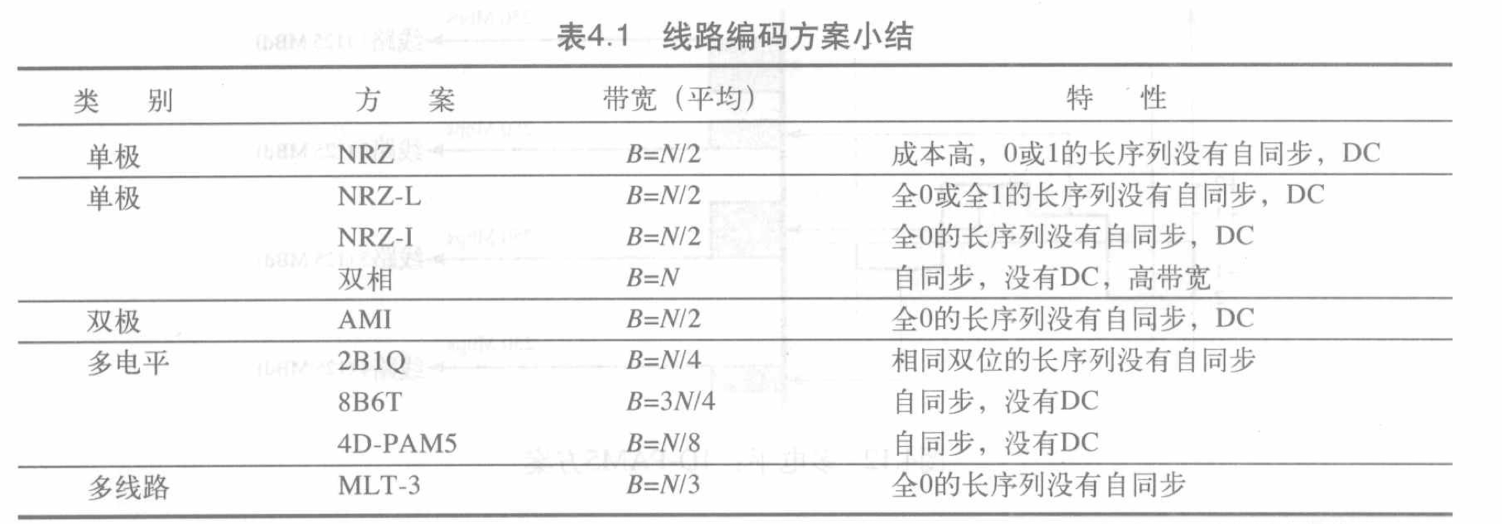 表4.1 线路编码方案小结
类 别 方 案 带宽（平均） 特 性
单极 NRZ B=N/2 成本高，0或1的长序列没有自同步，DC
单极 NRZ-L B=N/2 全0或全1的长序列没有自同步，DC
NRZ-I B=N/2 全0的长序列没有自同步，DC
双相 B=N 自同步，没有DC，高带宽
双极 AMI B=N/2 全0的长序列没有自同步，DC
多电平 2B1Q B=N/4 相同双位的长序列没有自同步
8B6T B=3N/4 自同步，没有DC
4D-PAM5 B=N/8 自同步，没有DC
多线路 MLT-3 B=N/3 全0的长序列没有自同步